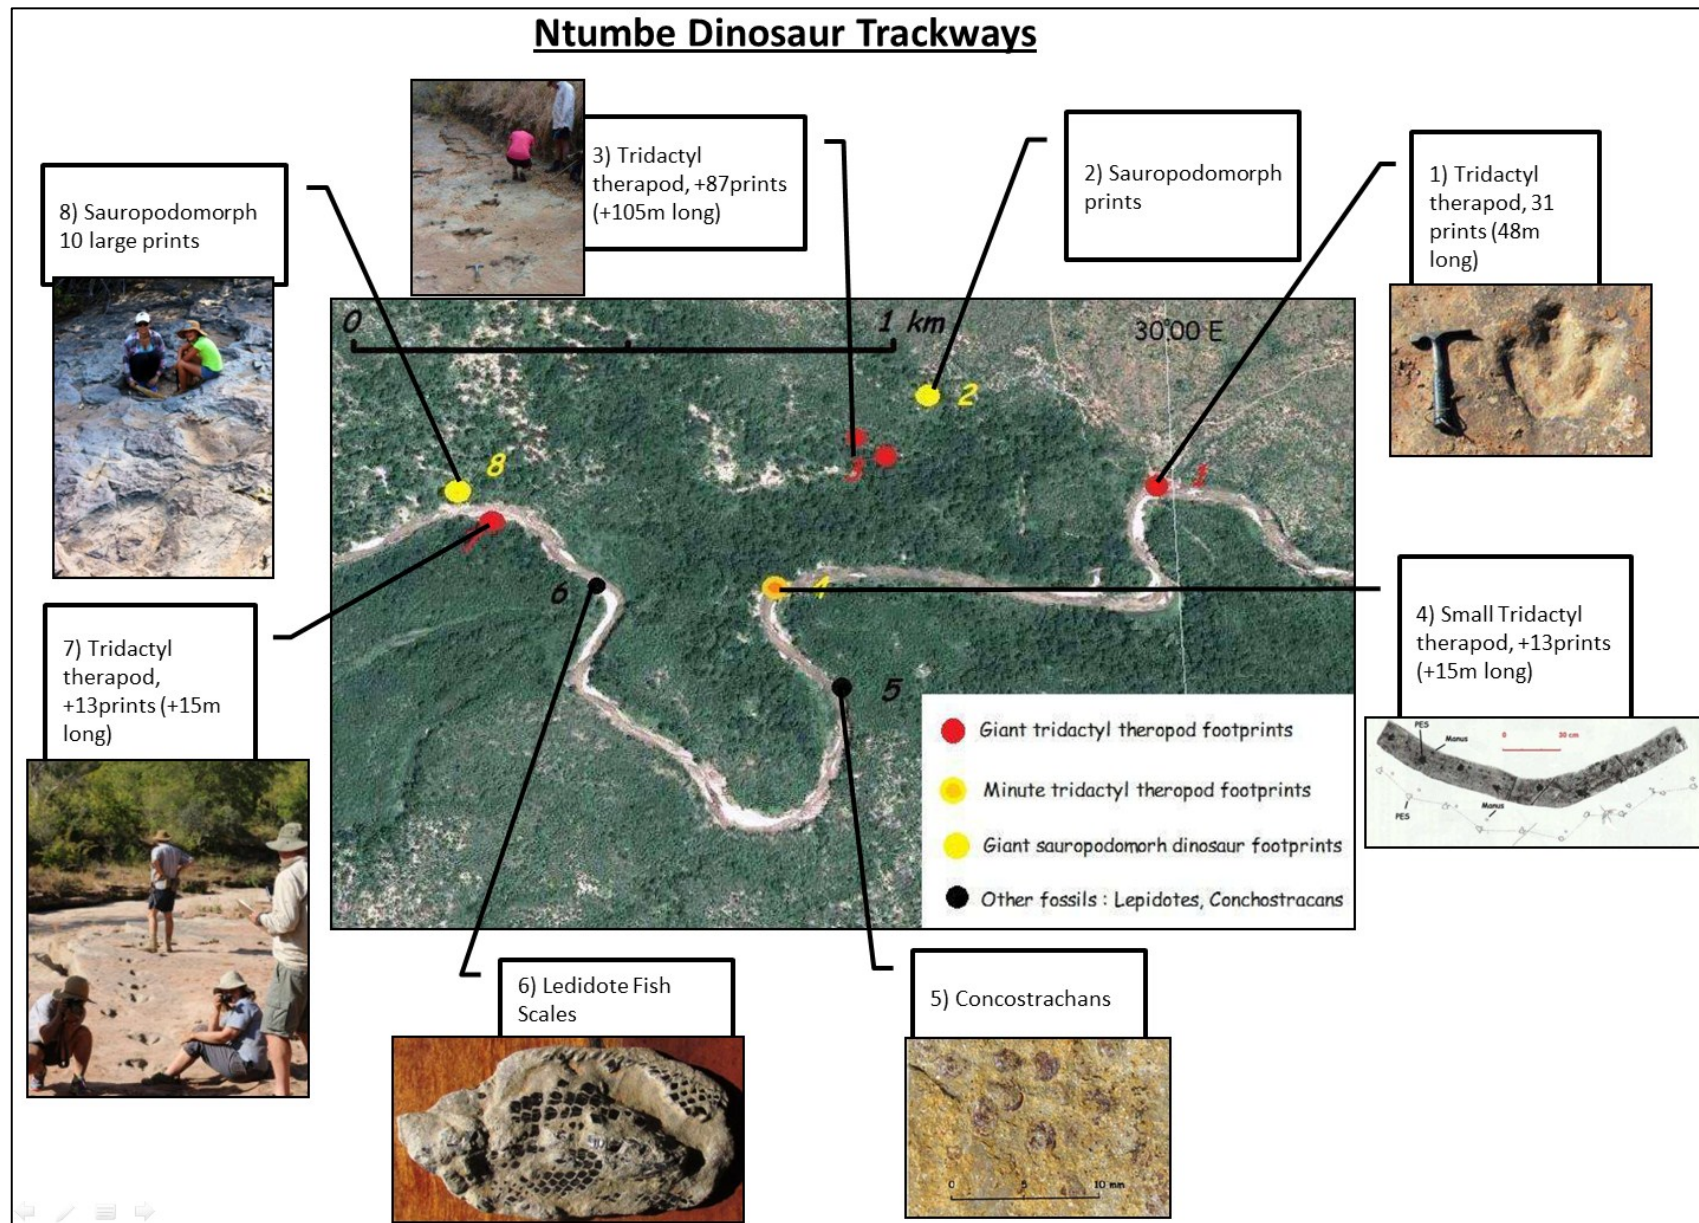 Ntumbe Dinosaur Trackways
3) Tridactyl
therapod, +87prints
(+105m long)
2) Sauropodomorph
prints
1) Tridactyl
therapod, 31
prints (48m
long)
8) Sauropodomorph
10 large prints
0
1 km
30°00 E
2
3
1
8
7
6
4
5
7) Tridactyl
therapod,
+13prints (+15m
long)
4) Small Tridactyl
therapod, +13prints
(+15m long)
PES
Manus
0
30 cm
PES
Manus
Giant tridactyl theropod footprints
Minute tridactyl theropod footprints
Giant sauropodomorh dinosaur footprints
Other fossils : Lepidotes, Conchostracans
6) Ledidote Fish
Scales
5) Concostrachans
0
5
10 mm